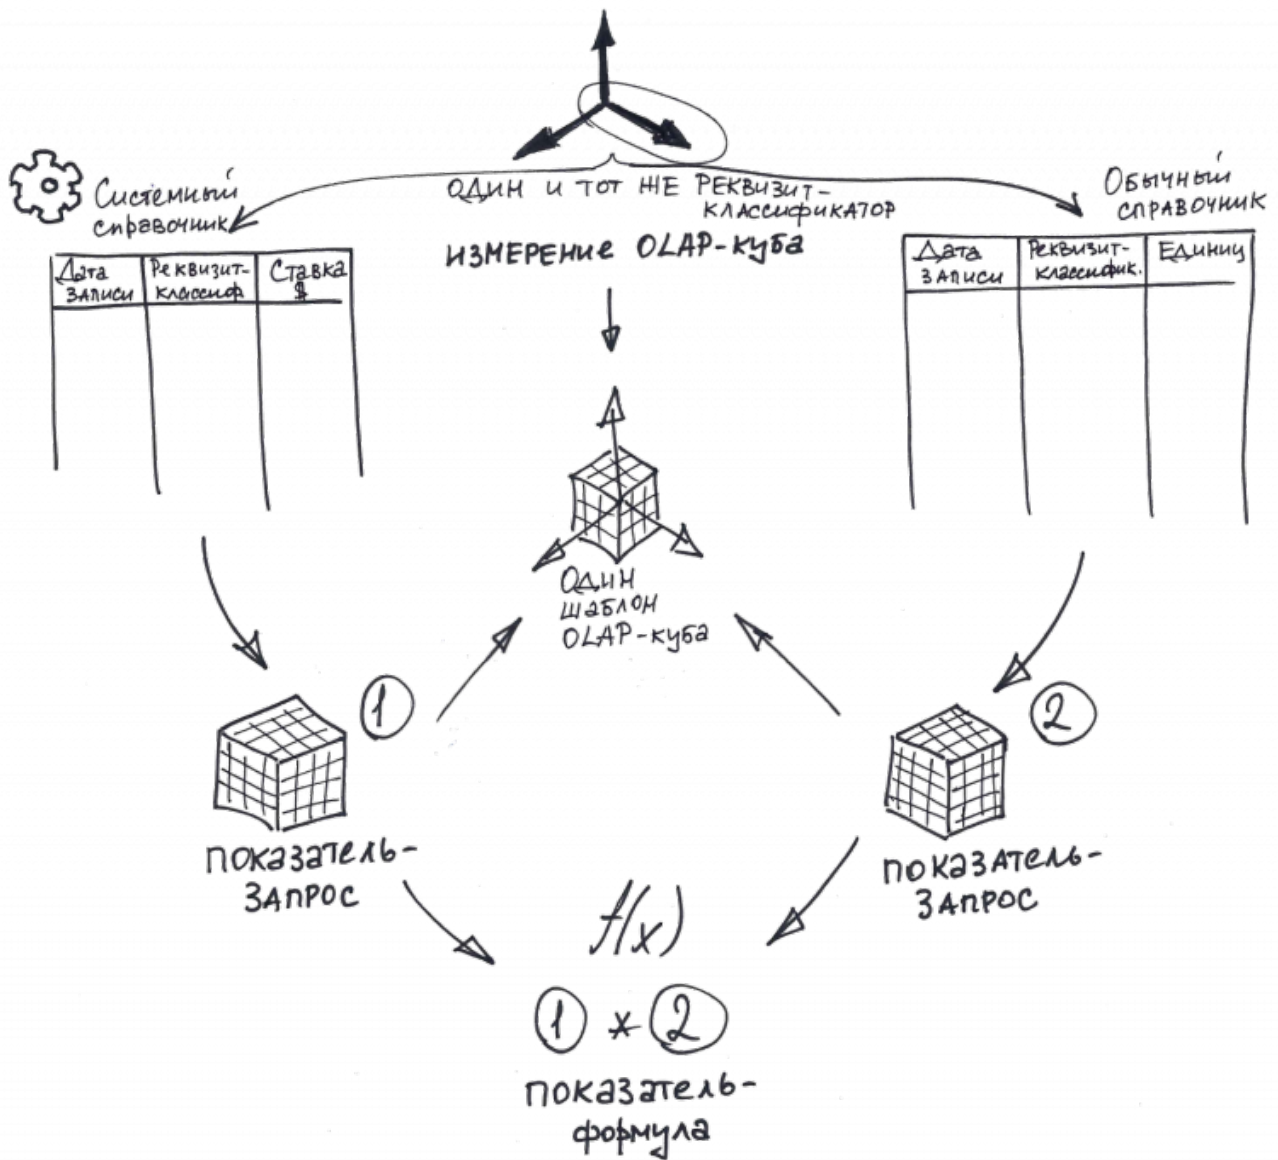 Системный
справочник
ОДИН И ТОТ ЖЕ РЕКВИЗИТ-
КЛАССИФИКАТОР
ИЗМЕРЕНИЕ OLAP-куба
Обычный
СПРАВОЧНИК
Дата
ЗАПИСИ
Реквизит-
классиф.
Ставка
$
Дата
ЗАПИСИ
Реквизит-
классифик.
ЕДИНИЦ
Один
шаблон
OLAP-куба
1
ПОКАЗАТЕЛЬ-
ЗАПРОС
2
ПОКАЗАТЕЛЬ-
ЗАПРОС
f(x)
1 * 2
ПОКАЗАТЕЛЬ-
формула